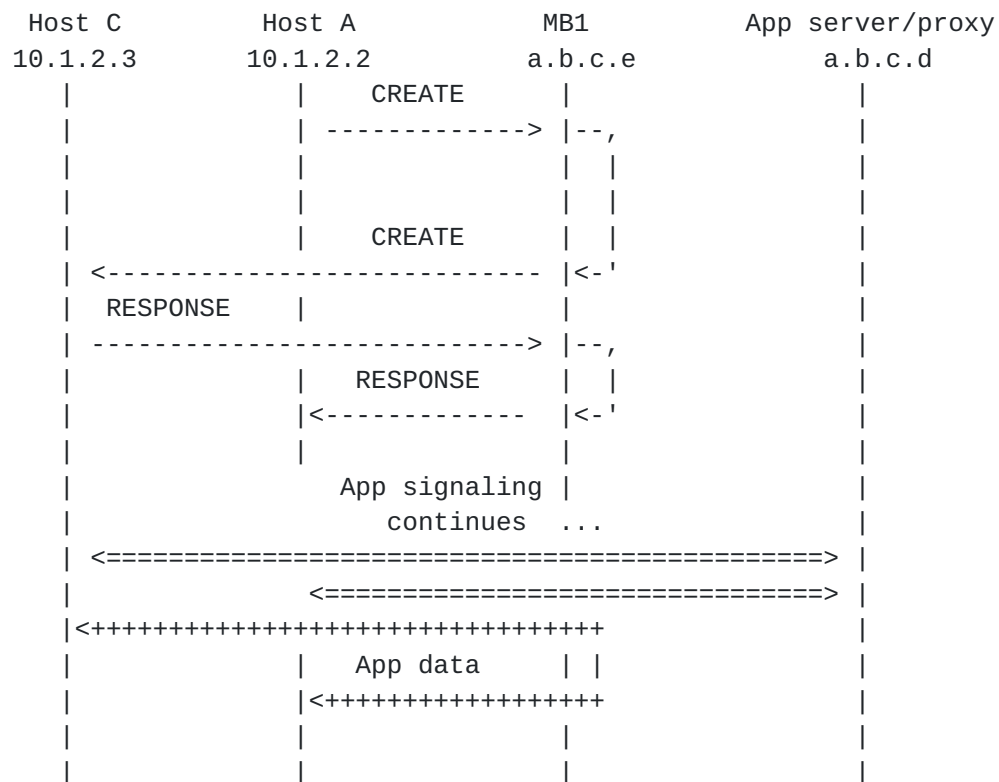 Host C Host A MB1 App server/proxy
10.1.2.3 10.1.2.2 a.b.c.e a.b.c.d
| | CREATE | |
| | -------------> |--, |
| | | | |
| | | | |
| | CREATE | | |
| <---------------------------- |<-' |
| RESPONSE | | |
| ----------------------------> |--, |
| | RESPONSE | | |
| |<------------- |<-' |
| | | |
| App signaling | |
| continues ... |
| <==============================================> |
| <================================> |
|<+++++++++++++++++++++++++++++++++ |
| | App data | | |
| |<++++++++++++++++++ |
| | | |
| | | |